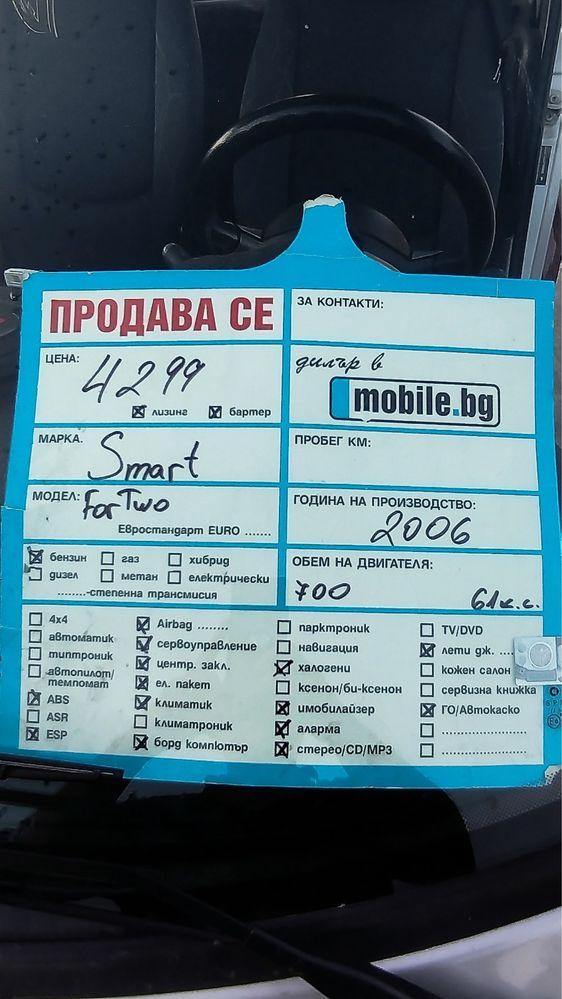 ПРОДАВА СЕ
ЦЕНА:
4299
лизинг бартер
МАРКА:
Smart
МОДЕЛ:
ForTwo
Евростандарт EURO .......
бензин газ хибрид
дизел метан електрически
........-степенна трансмисия
ЗА КОНТАКТИ:
дилър в
mobile.bg
ПРОБЕГ КМ:
ГОДИНА НА ПРОИЗВОДСТВО:
2006
ОБЕМ НА ДВИГАТЕЛЯ:
700 61 к.с.
4x4
автоматик
типтроник
автопилот/
темпомат
ABS
ASR
ESP
Airbag ........
сервоуправление
центр. закл.
ел. пакет
климатик
климатроник
борд компютър
парктроник
навигация
халогени
ксенон/би-ксенон
имобилайзер
аларма
стерео/CD/MP3
TV/DVD
лети дж. ....
кожен салон
сервизна книжка
ГО/Автокаско
......................
......................